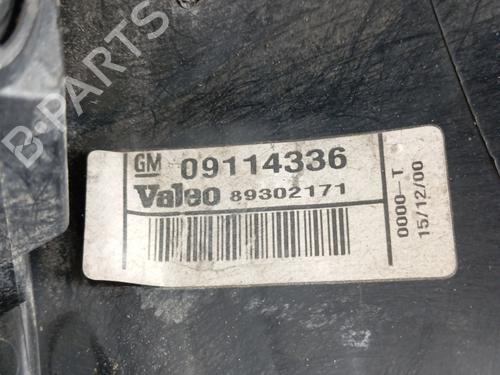 GM 09114336
Valeo 89302171
0000-T
15/12/00
B-PARTS